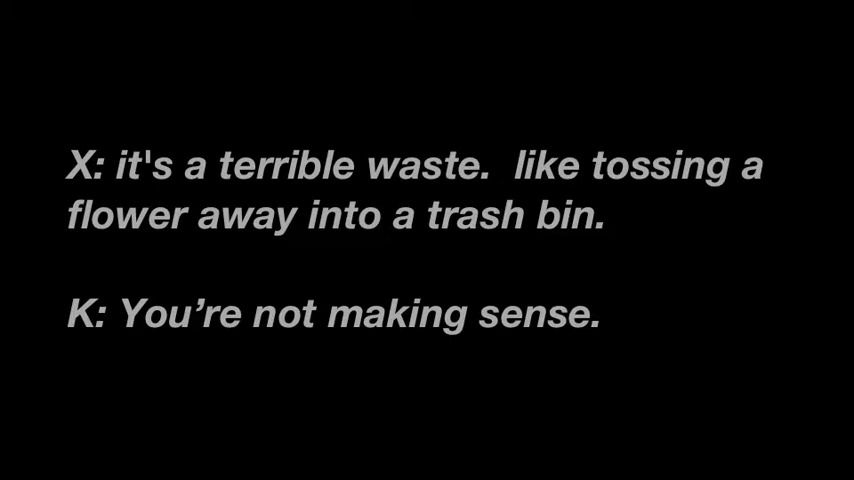 X: it's a terrible waste.  like tossing a
flower away into a trash bin.
K: You’re not making sense.